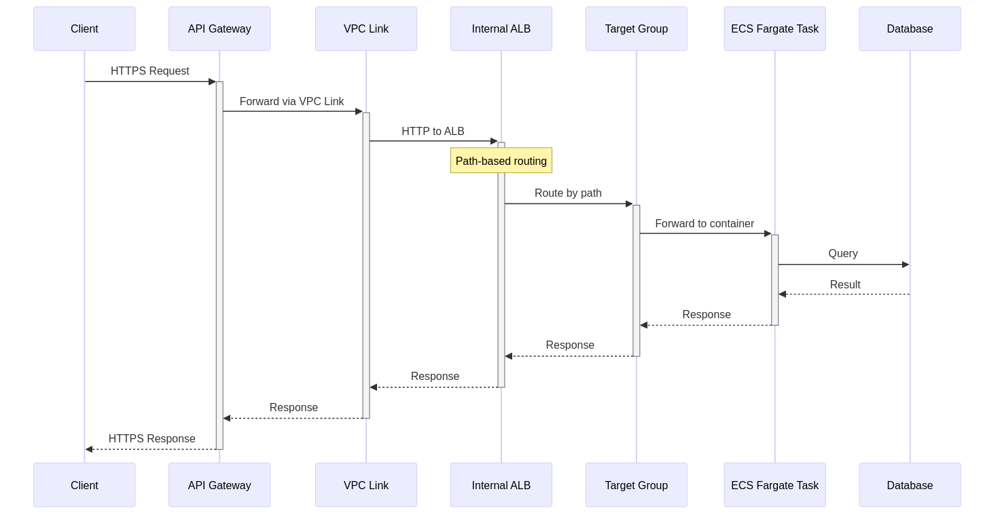 Client
API Gateway
VPC Link
Internal ALB
Target Group
ECS Fargate Task
Database
HTTPS Request
Forward via VPC Link
HTTP to ALB
Path-based routing
Route by path
Forward to container
Query
Result
Response
Response
Response
Response
HTTPS Response
Client
API Gateway
VPC Link
Internal ALB
Target Group
ECS Fargate Task
Database